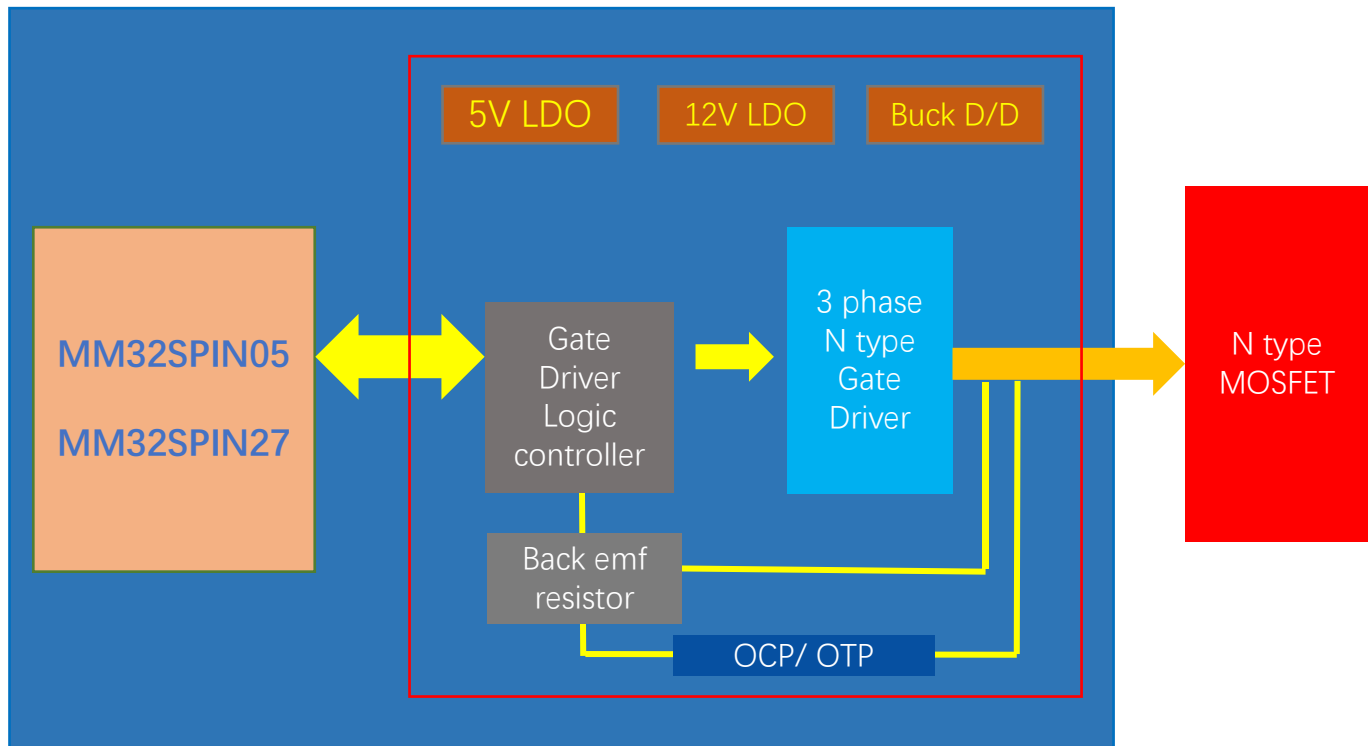 5V LDO
12V LDO
Buck D/D
MM32SPIN05
MM32SPIN27
Gate
Driver
Logic
controller
3 phase
N type
Gate
Driver
N type
MOSFET
Back emf
resistor
OCP/ OTP